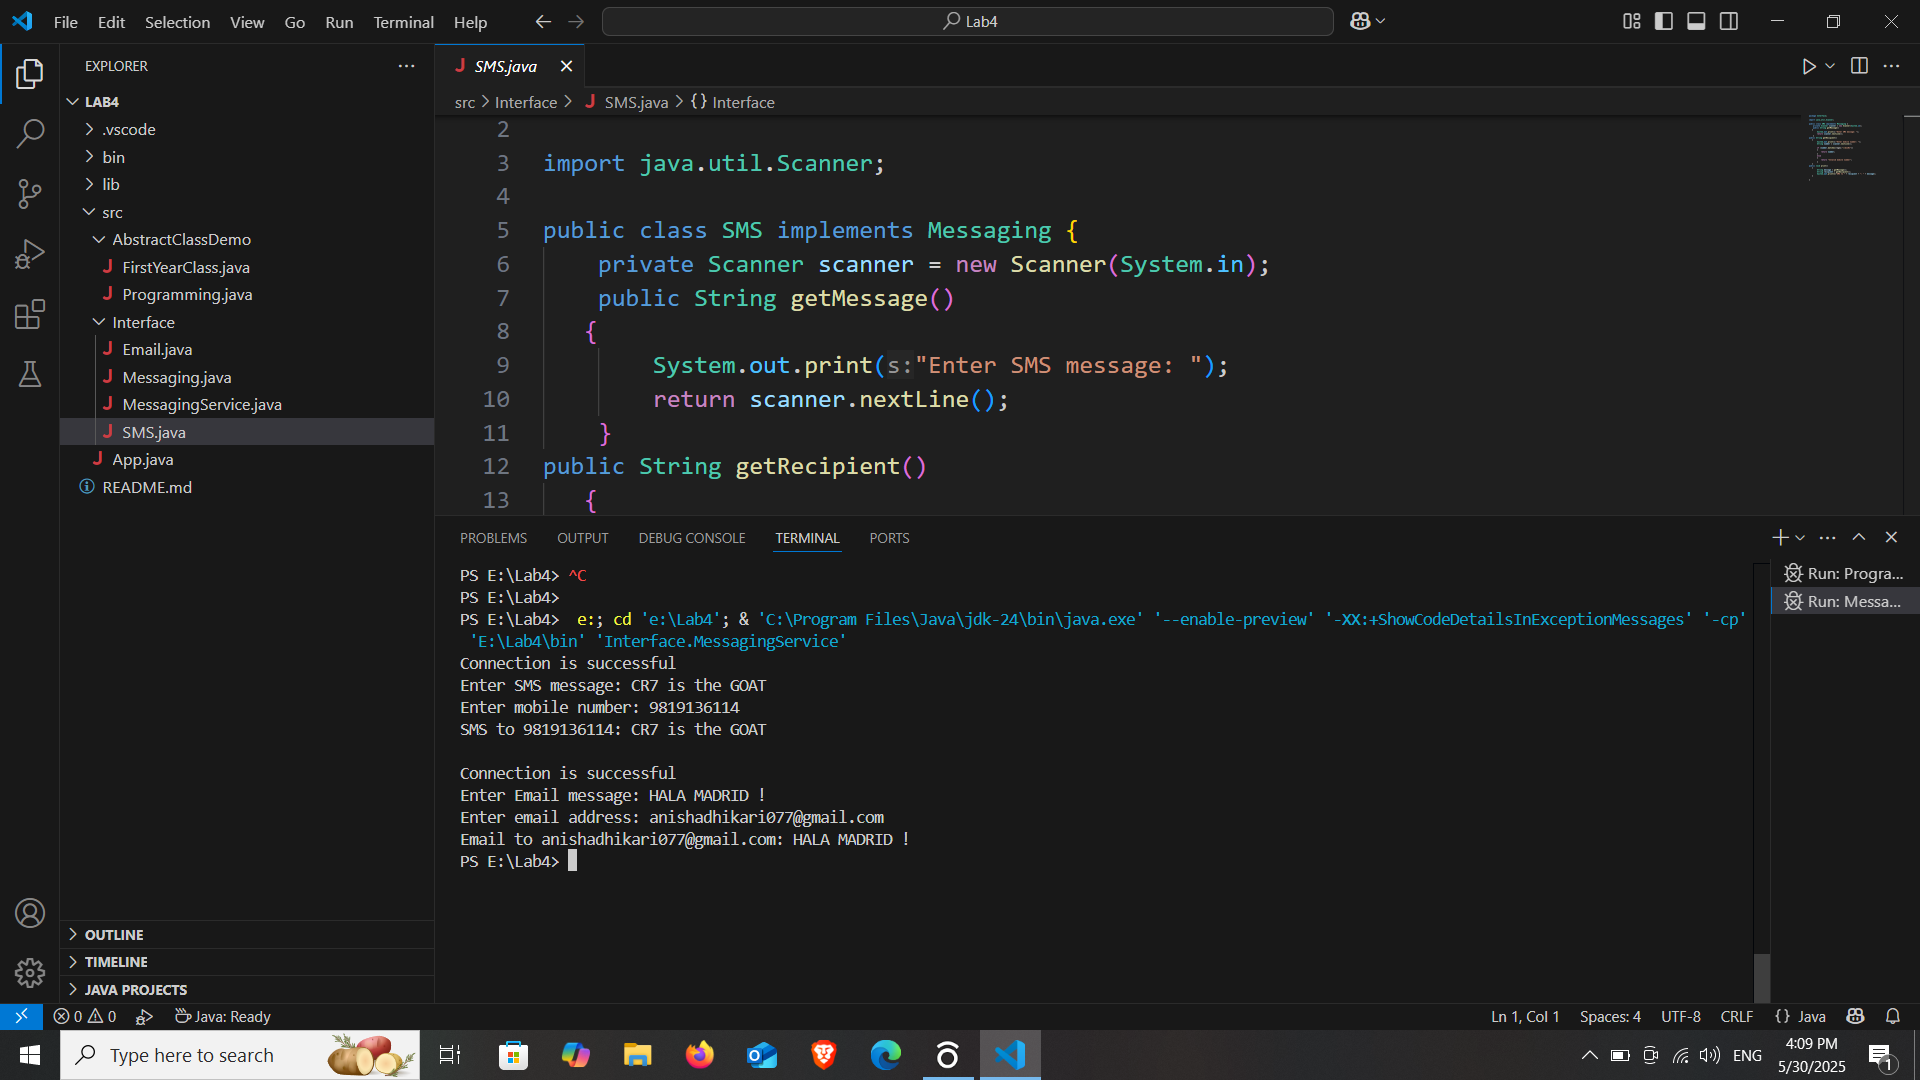 File Edit Selection View Go Run Terminal Help
Lab4
EXPLORER
LAB4
.vscode
bin
lib
src
AbstractClassDemo
FirstYearClass.java
Programming.java
Interface
Email.java
Messaging.java
MessagingService.java
SMS.java
App.java
README.md
OUTLINE
TIMELINE
JAVA PROJECTS
SMS.java
src > Interface > SMS.java > {} Interface
2
3 import java.util.Scanner;
4
5 public class SMS implements Messaging {
6 private Scanner scanner = new Scanner(System.in);
7 public String getMessage()
8 {
9 System.out.print(s:"Enter SMS message: ");
10 return scanner.nextLine();
11 }
12 public String getRecipient()
13 {
PROBLEMS OUTPUT DEBUG CONSOLE TERMINAL PORTS
PS E:\Lab4> ^C
PS E:\Lab4>
PS E:\Lab4>  e:; cd 'e:\Lab4'; & 'C:\Program Files\Java\jdk-24\bin\java.exe' '--enable-preview' '-XX:+ShowCodeDetailsInExceptionMessages' '-cp'
'E:\Lab4\bin' 'Interface.MessagingService'
Connection is successful
Enter SMS message: CR7 is the GOAT
Enter mobile number: 9819136114
SMS to 9819136114: CR7 is the GOAT
Connection is successful
Enter Email message: HALA MADRID !
Enter email address: anishadhikari077@gmail.com
Email to anishadhikari077@gmail.com: HALA MADRID !
PS E:\Lab4>
Run: Progra...
Run: Messa...
0 0 Java: Ready
Ln 1, Col 1 Spaces: 4 UTF-8 CRLF {} Java
Type here to search
ENG
4:09 PM
5/30/2025
1